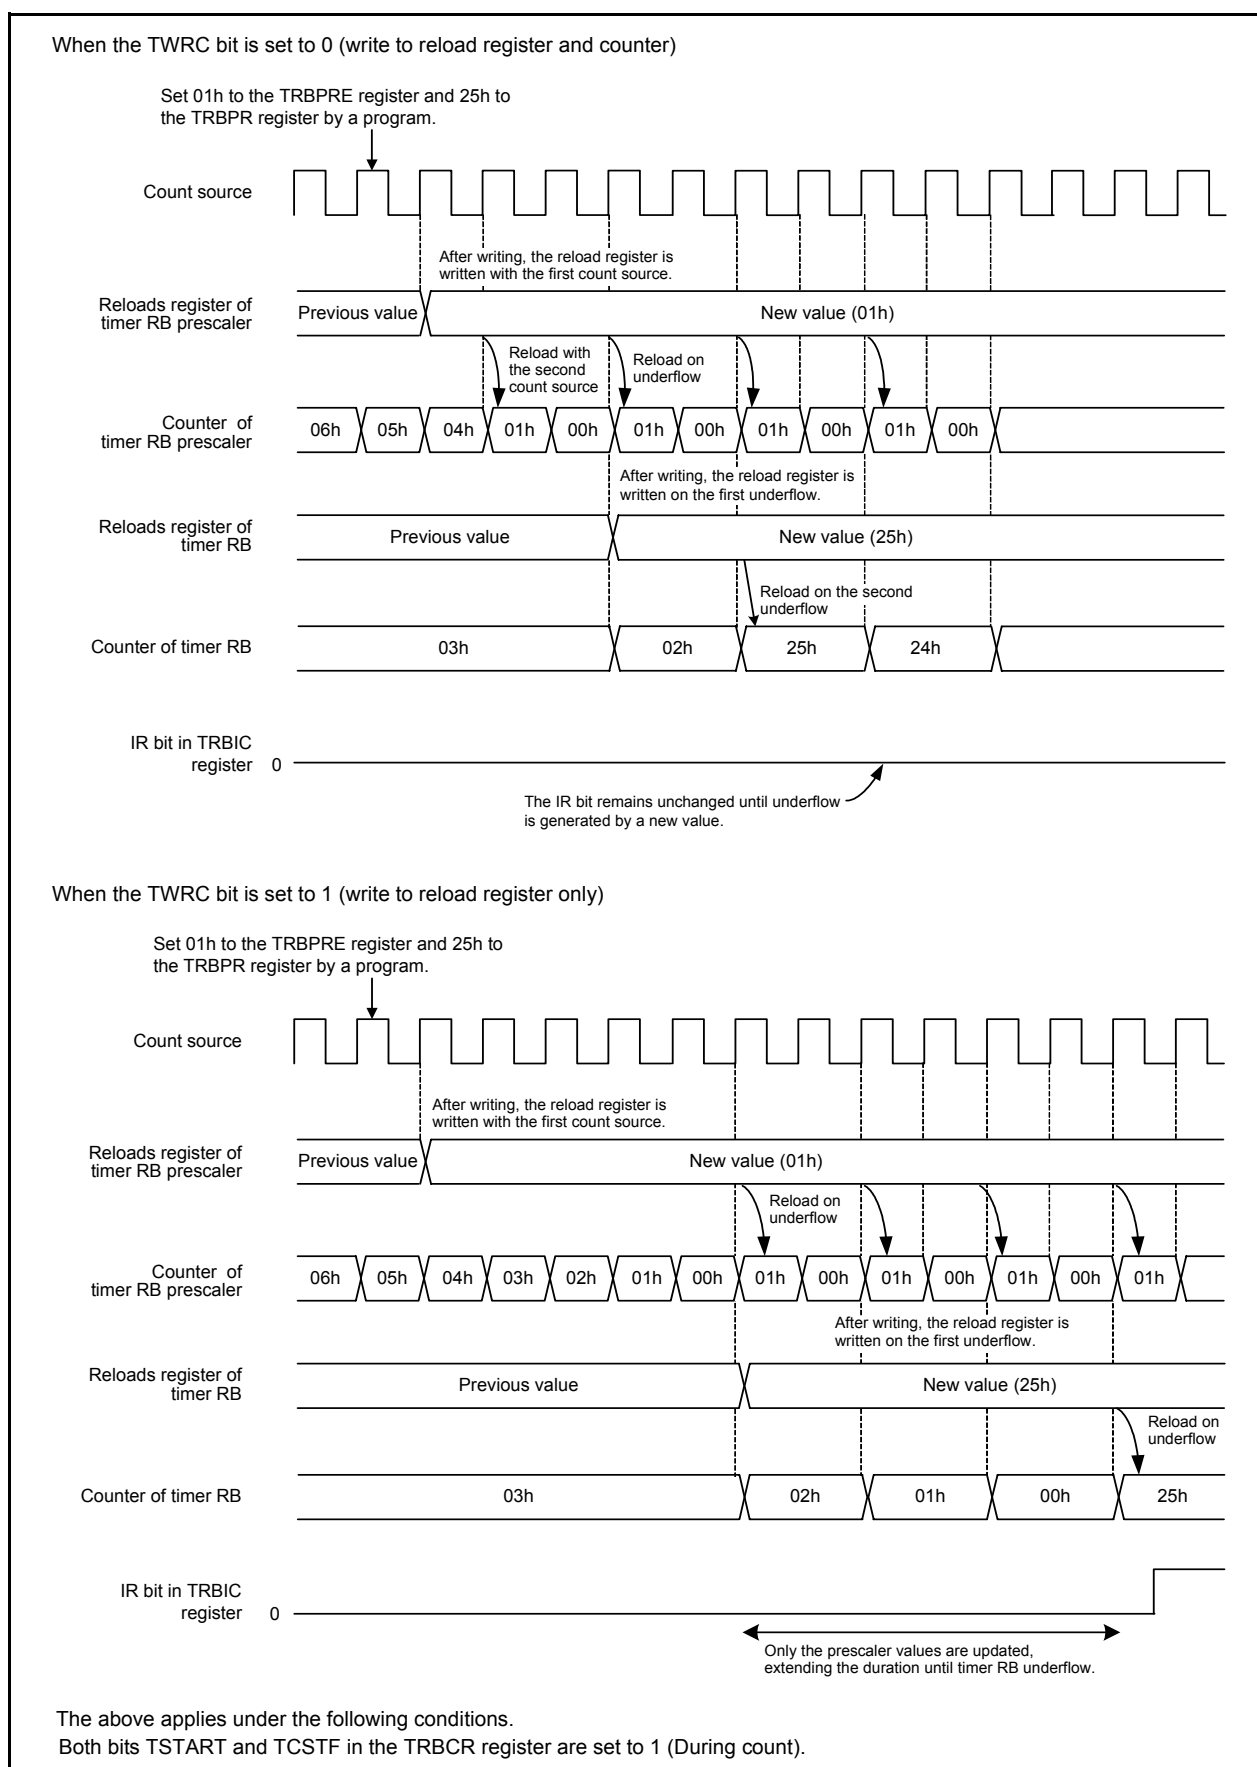 When the TWRC bit is set to 0 (write to reload register and counter)
Set 01h to the TRBPRE register and 25h to
the TRBPR register by a program.
Count source
After writing, the reload register is
written with the first count source.
Reloads register of
timer RB prescaler
Previous value
New value (01h)
Reload with
the second
count source
Reload on
underflow
Counter of
timer RB prescaler
06h 05h 04h 01h 00h 01h 00h 01h 00h 01h 00h
After writing, the reload register is
written on the first underflow.
Reloads register of
timer RB
Previous value
New value (25h)
Reload on the second
underflow
Counter of timer RB
03h 02h 25h 24h
IR bit in TRBIC
register
0
The IR bit remains unchanged until underflow
is generated by a new value.
When the TWRC bit is set to 1 (write to reload register only)
Set 01h to the TRBPRE register and 25h to
the TRBPR register by a program.
Count source
After writing, the reload register is
written with the first count source.
Reloads register of
timer RB prescaler
Previous value
New value (01h)
Reload on
underflow
Counter of
timer RB prescaler
06h 05h 04h 03h 02h 01h 00h 01h 00h 01h 00h 01h 00h 01h
After writing, the reload register is
written on the first underflow.
Reloads register of
timer RB
Previous value
New value (25h)
Reload on
underflow
Counter of timer RB
03h 02h 01h 00h 25h
IR bit in TRBIC
register
0
Only the prescaler values are updated,
extending the duration until timer RB underflow.
The above applies under the following conditions.
Both bits TSTART and TCSTF in the TRBCR register are set to 1 (During count).